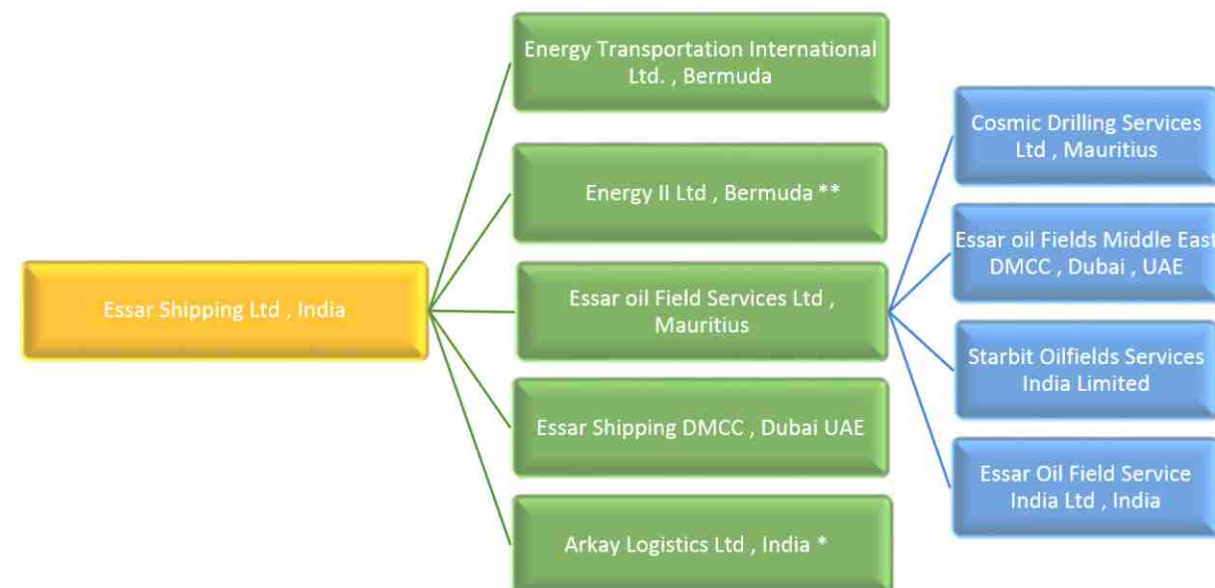 Essar Shipping Ltd , India
Energy Transportation International
Ltd. , Bermuda
Energy II Ltd , Bermuda **
Essar oil Field Services Ltd ,
Mauritius
Essar Shipping DMCC , Dubai UAE
Arkay Logistics Ltd , India *
Cosmic Drilling Services
Ltd , Mauritius
Essar oil Fields Middle East
DMCC , Dubai , UAE
Starbit Oilfields Services
India Limited
Essar Oil Field Service
India Ltd , India